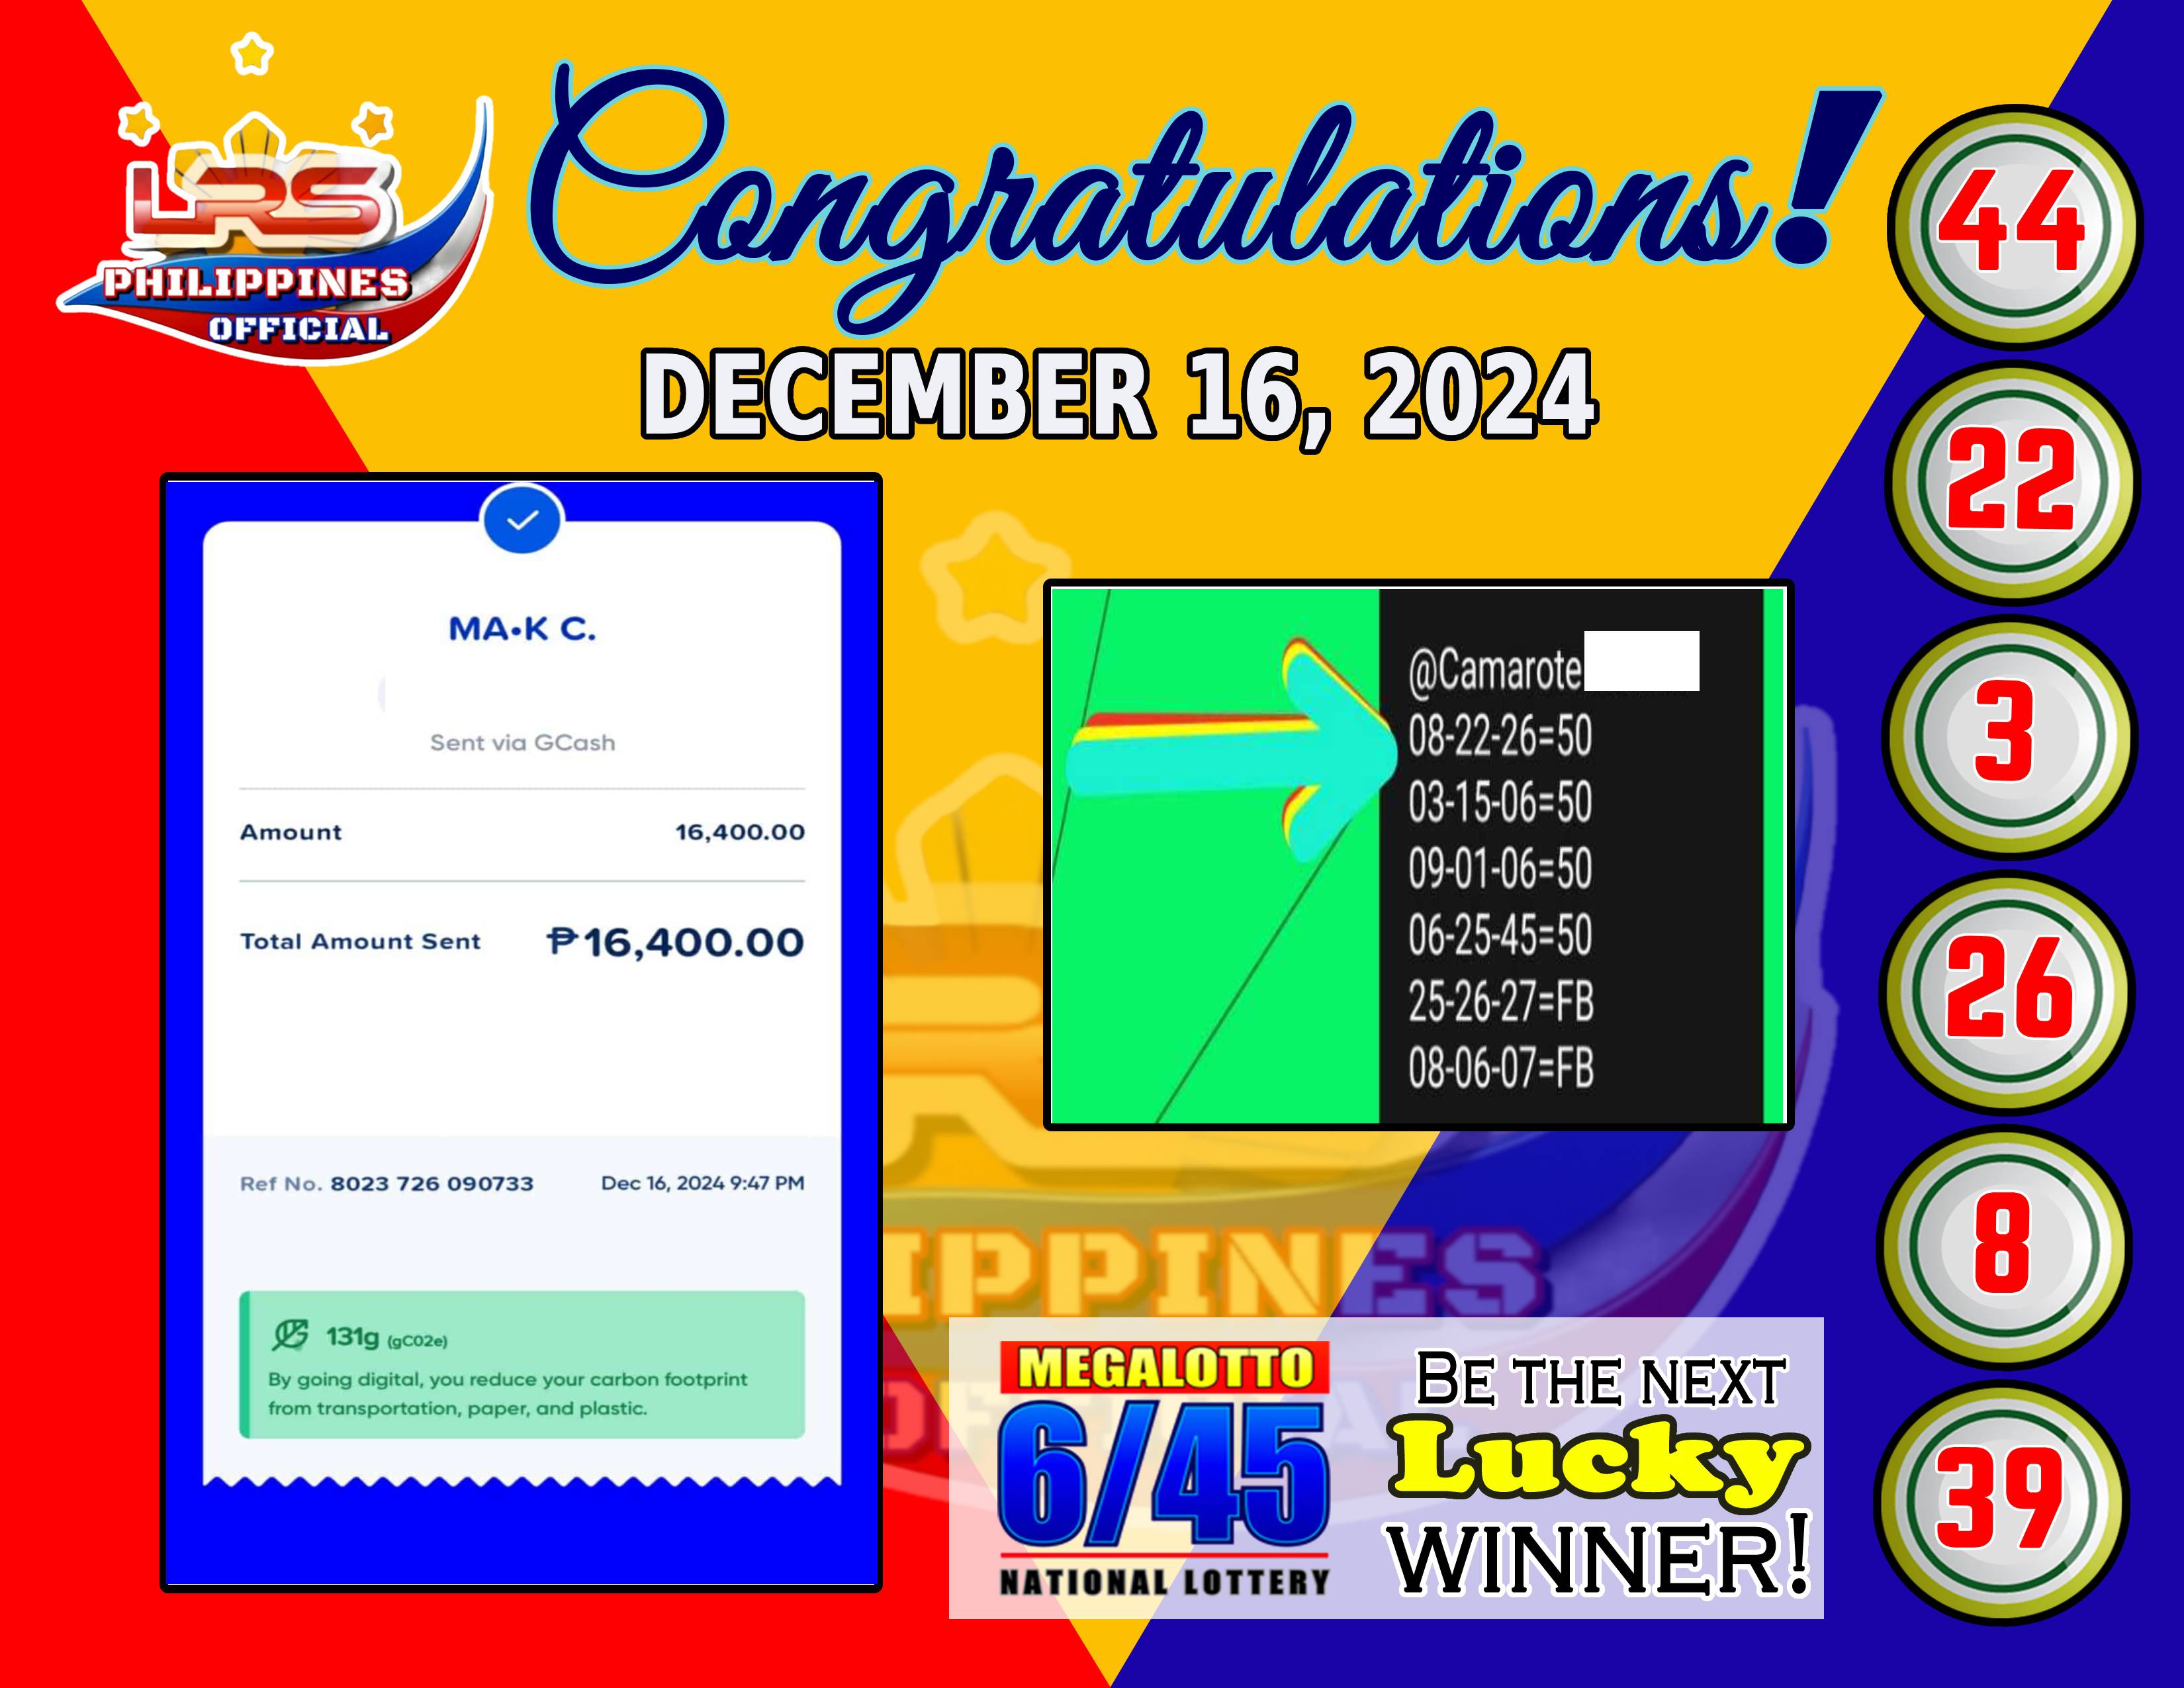 LRS
PHILIPPINES
OFFICIAL
Congratulations!
DECEMBER 16, 2024
MA•K C.
Sent via GCash
Amount 16,400.00
Total Amount Sent ₱16,400.00
Ref No. 8023 726 090733 Dec 16, 2024 9:47 PM
131g (gCO2e)
By going digital, you reduce your carbon footprint
from transportation, paper, and plastic.
@Camarote
08-22-26=50
03-15-06=50
09-01-06=50
06-25-45=50
25-26-27=FB
08-06-07=FB
IPPINES
MEGALOTTO
6/45
NATIONAL LOTTERY
BE THE NEXT
Lucky
WINNER!
44
22
3
26
8
39